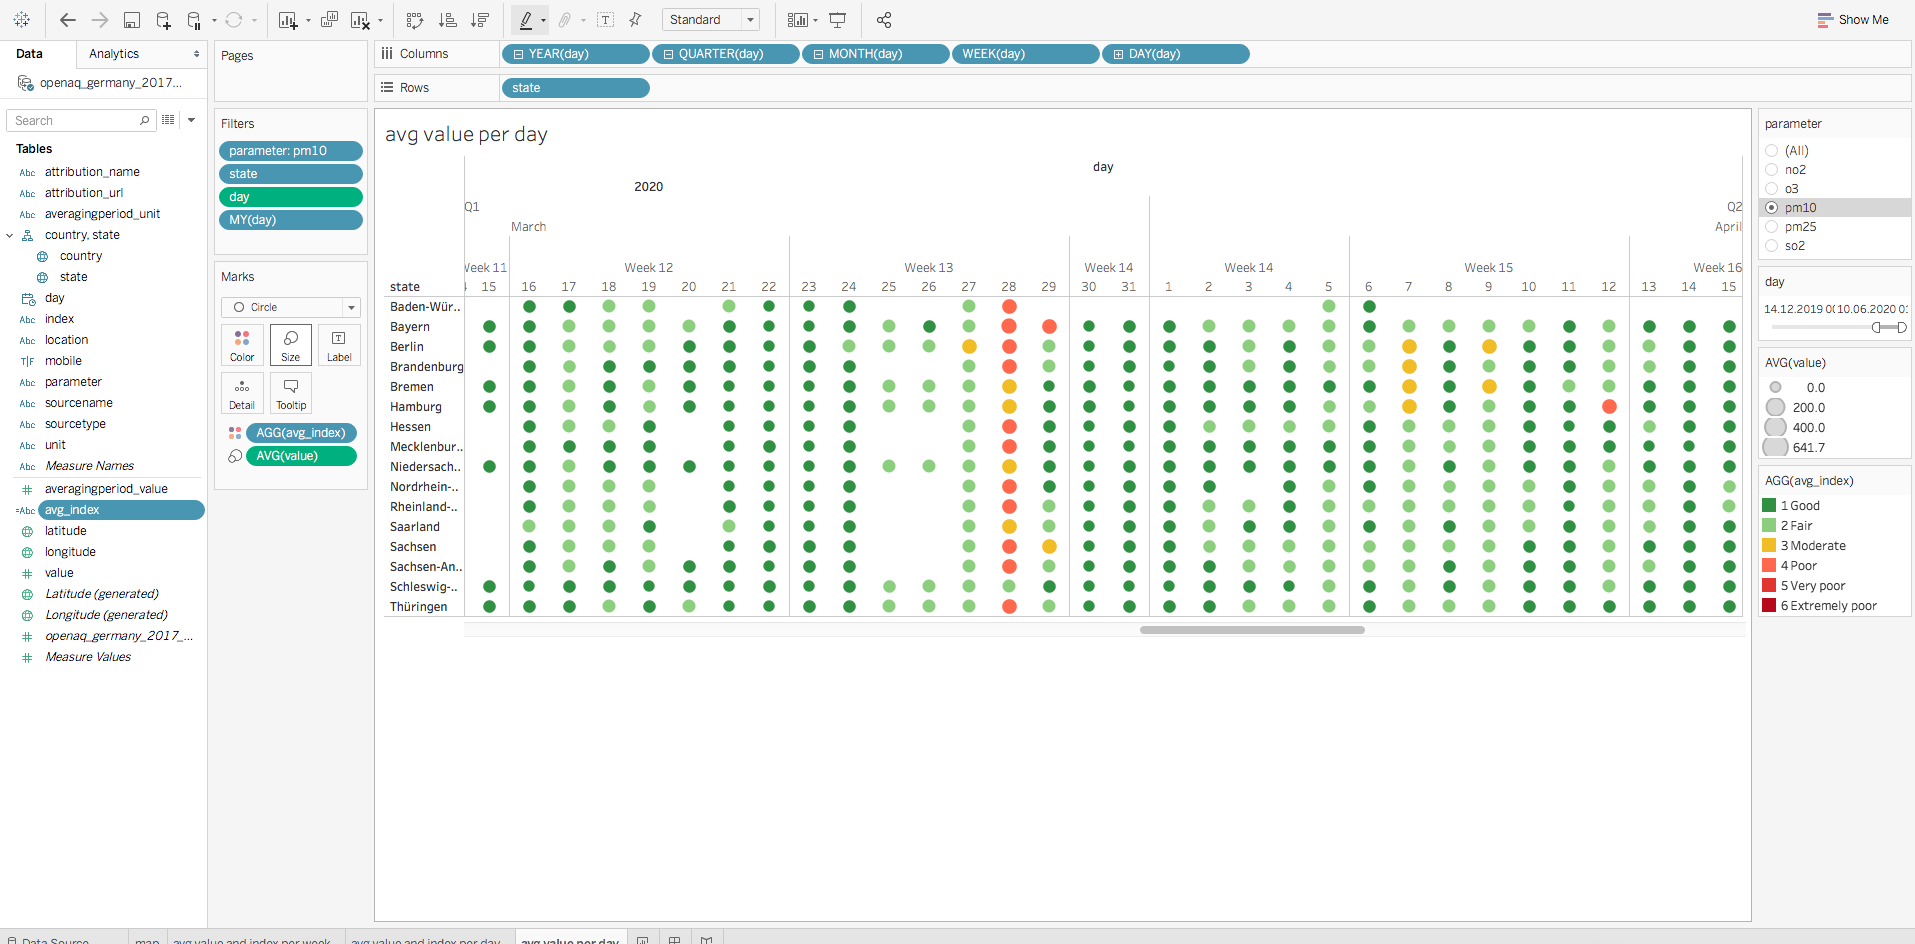 Standard
Show Me
Data
Analytics
openaq_germany_2017...
Search
Tables
Abc attribution_name
Abc attribution_url
Abc averagingperiod_unit
country, state
country
state
day
Abc index
Abc location
T|F mobile
Abc parameter
Abc sourcename
Abc sourcetype
Abc unit
Abc Measure Names
# averagingperiod_value
=Abc avg_index
latitude
longitude
# value
Latitude (generated)
Longitude (generated)
# openaq_germany_2017_...
# Measure Values
Pages
Filters
parameter: pm10
state
day
MY(day)
Marks
Circle
Color
Size
Label
Detail
Tooltip
AGG(avg_index)
AVG(value)
Columns
YEAR(day)
QUARTER(day)
MONTH(day)
WEEK(day)
DAY(day)
Rows
state
avg value per day
day
2020
Q1 Q2
March April
Week 11 Week 12 Week 13 Week 14 Week 14 Week 15 Week 16
state 15 16 17 18 19 20 21 22 23 24 25 26 27 28 29 30 31 1 2 3 4 5 6 7 8 9 10 11 12 13 14 15
Baden-Wür..
Bayern
Berlin
Brandenburg
Bremen
Hamburg
Hessen
Mecklenbur..
Niedersach..
Nordrhein-..
Rheinland-..
Saarland
Sachsen
Sachsen-An..
Schleswig-..
Thüringen
parameter
(All)
no2
o3
pm10
pm25
so2
day
14.12.2019 10.06.2020
AVG(value)
0.0
200.0
400.0
641.7
AGG(avg_index)
1 Good
2 Fair
3 Moderate
4 Poor
5 Very poor
6 Extremely poor
Data Source
map
avg value and index per week
avg value and index per day
avg value per day